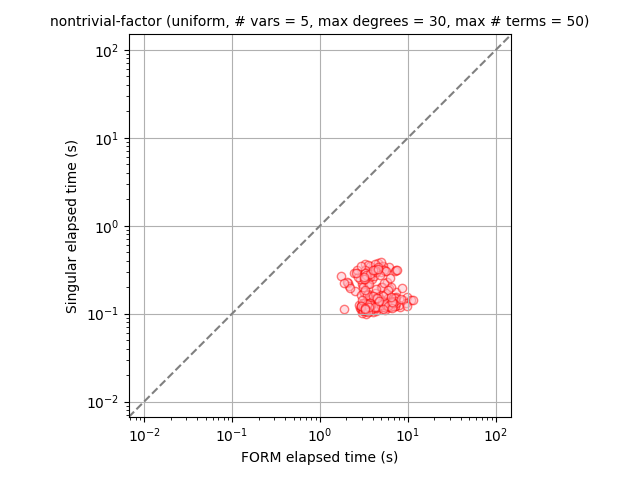 nontrivial-factor (uniform, # vars = 5, max degrees = 30, max # terms = 50)
Singular elapsed time (s)
10²
10¹
10⁰
10⁻¹
10⁻²
10⁻² 10⁻¹ 10⁰ 10¹ 10²
FORM elapsed time (s)